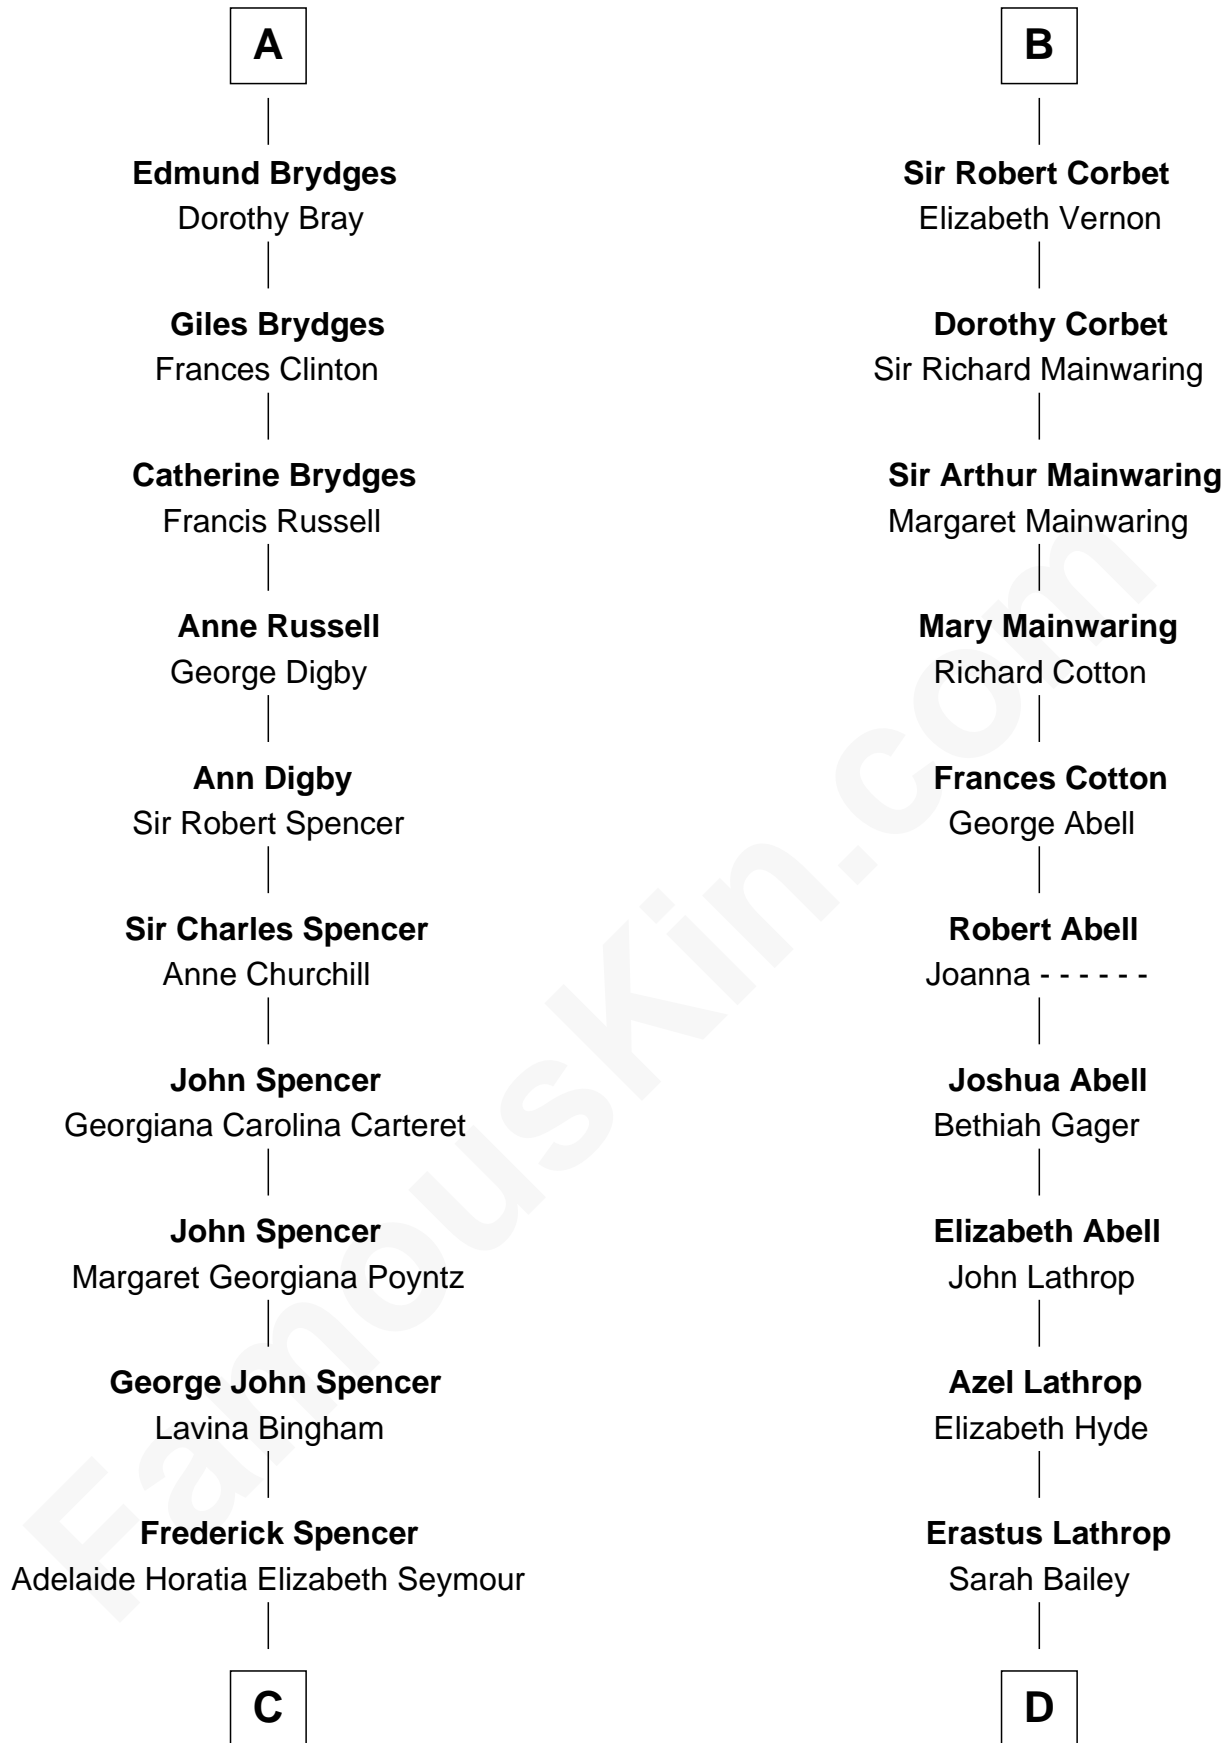 A
Edmund Brydges
Dorothy Bray
Giles Brydges
Frances Clinton
Catherine Brydges
Francis Russell
Anne Russell
George Digby
Ann Digby
Sir Robert Spencer
Sir Charles Spencer
Anne Churchill
John Spencer
Georgiana Carolina Carteret
John Spencer
Margaret Georgiana Poyntz
George John Spencer
Lavina Bingham
Frederick Spencer
Adelaide Horatia Elizabeth Seymour
C
B
Sir Robert Corbet
Elizabeth Vernon
Dorothy Corbet
Sir Richard Mainwaring
Sir Arthur Mainwaring
Margaret Mainwaring
Mary Mainwaring
Richard Cotton
Frances Cotton
George Abell
Robert Abell
Joanna - - - - - -
Joshua Abell
Bethiah Gager
Elizabeth Abell
John Lathrop
Azel Lathrop
Elizabeth Hyde
Erastus Lathrop
Sarah Bailey
D
FamousKin.com